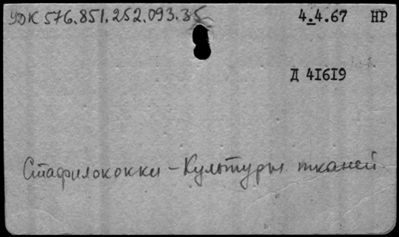 УДК 576.851.252.093.35 4.4.67 НР
Д 41619
Стафилококки - Культуры тканей